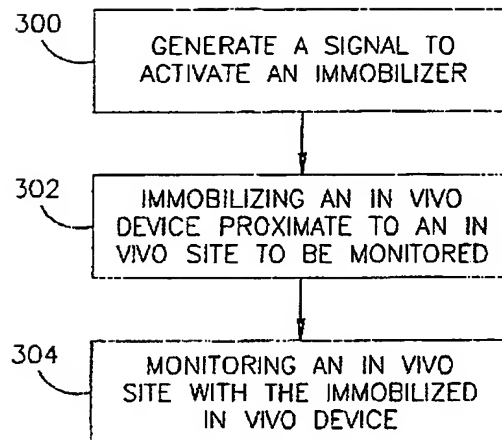 300
GENERATE A SIGNAL TO
ACTIVATE AN IMMOBILIZER
302
IMMOBILIZING AN IN VIVO
DEVICE PROXIMATE TO AN IN
VIVO SITE TO BE MONITORED
304
MONITORING AN IN VIVO
SITE WITH THE IMMOBILIZED
IN VIVO DEVICE